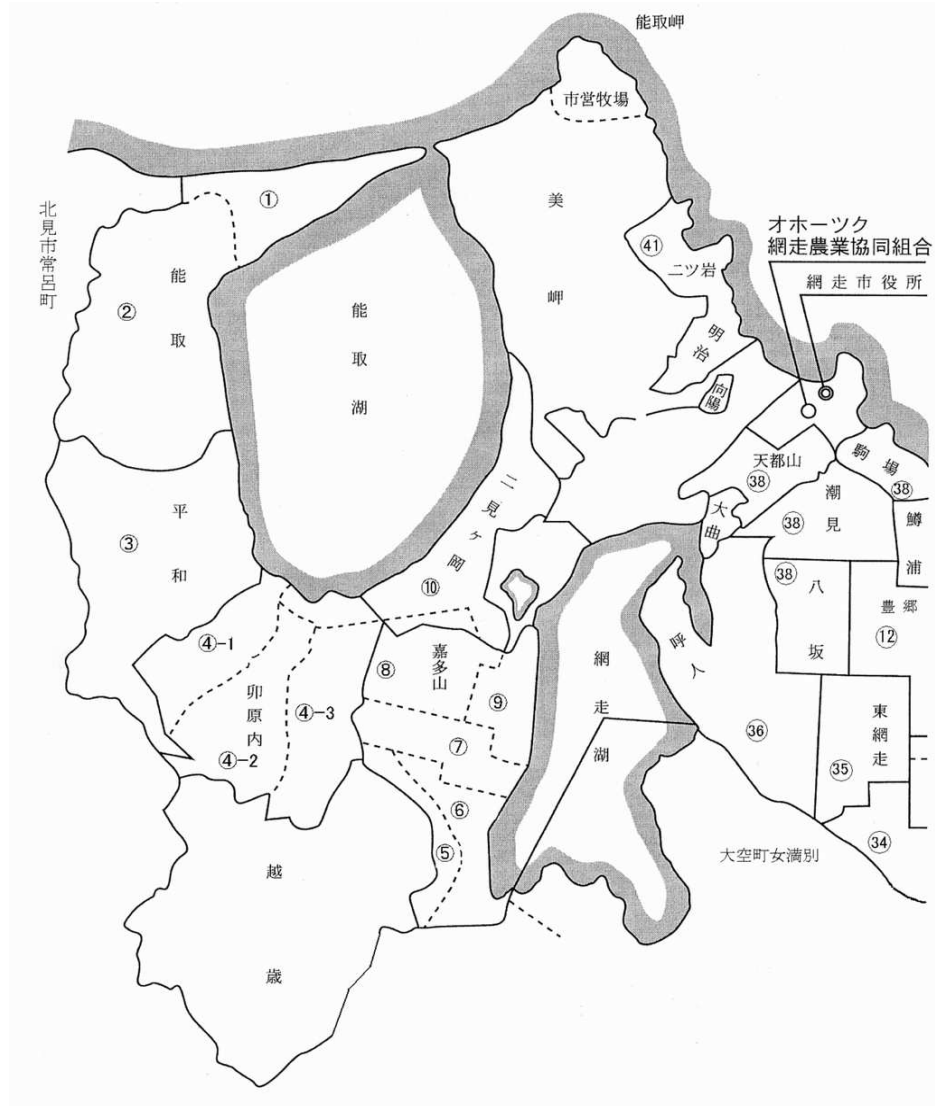 能取岬
市営牧場
①
北見市常呂町
美岬
㊶
オホーツク
網走農業協同組合
二ツ岩
網走市役所
能取
②
能取湖
明治
向陽
駒場
㊳
天都山
㊳
潮見
㊳
大曲
鱒浦
二見ヶ岡
⑩
平和
③
㊳
八坂
豊郷
⑫
④-1
卯原内
④-3
④-2
嘉多山
⑧
⑨
⑦
網走湖
呼人
㊱
東網走
㉟
⑥
⑤
㉞
大空町女満別
越歳